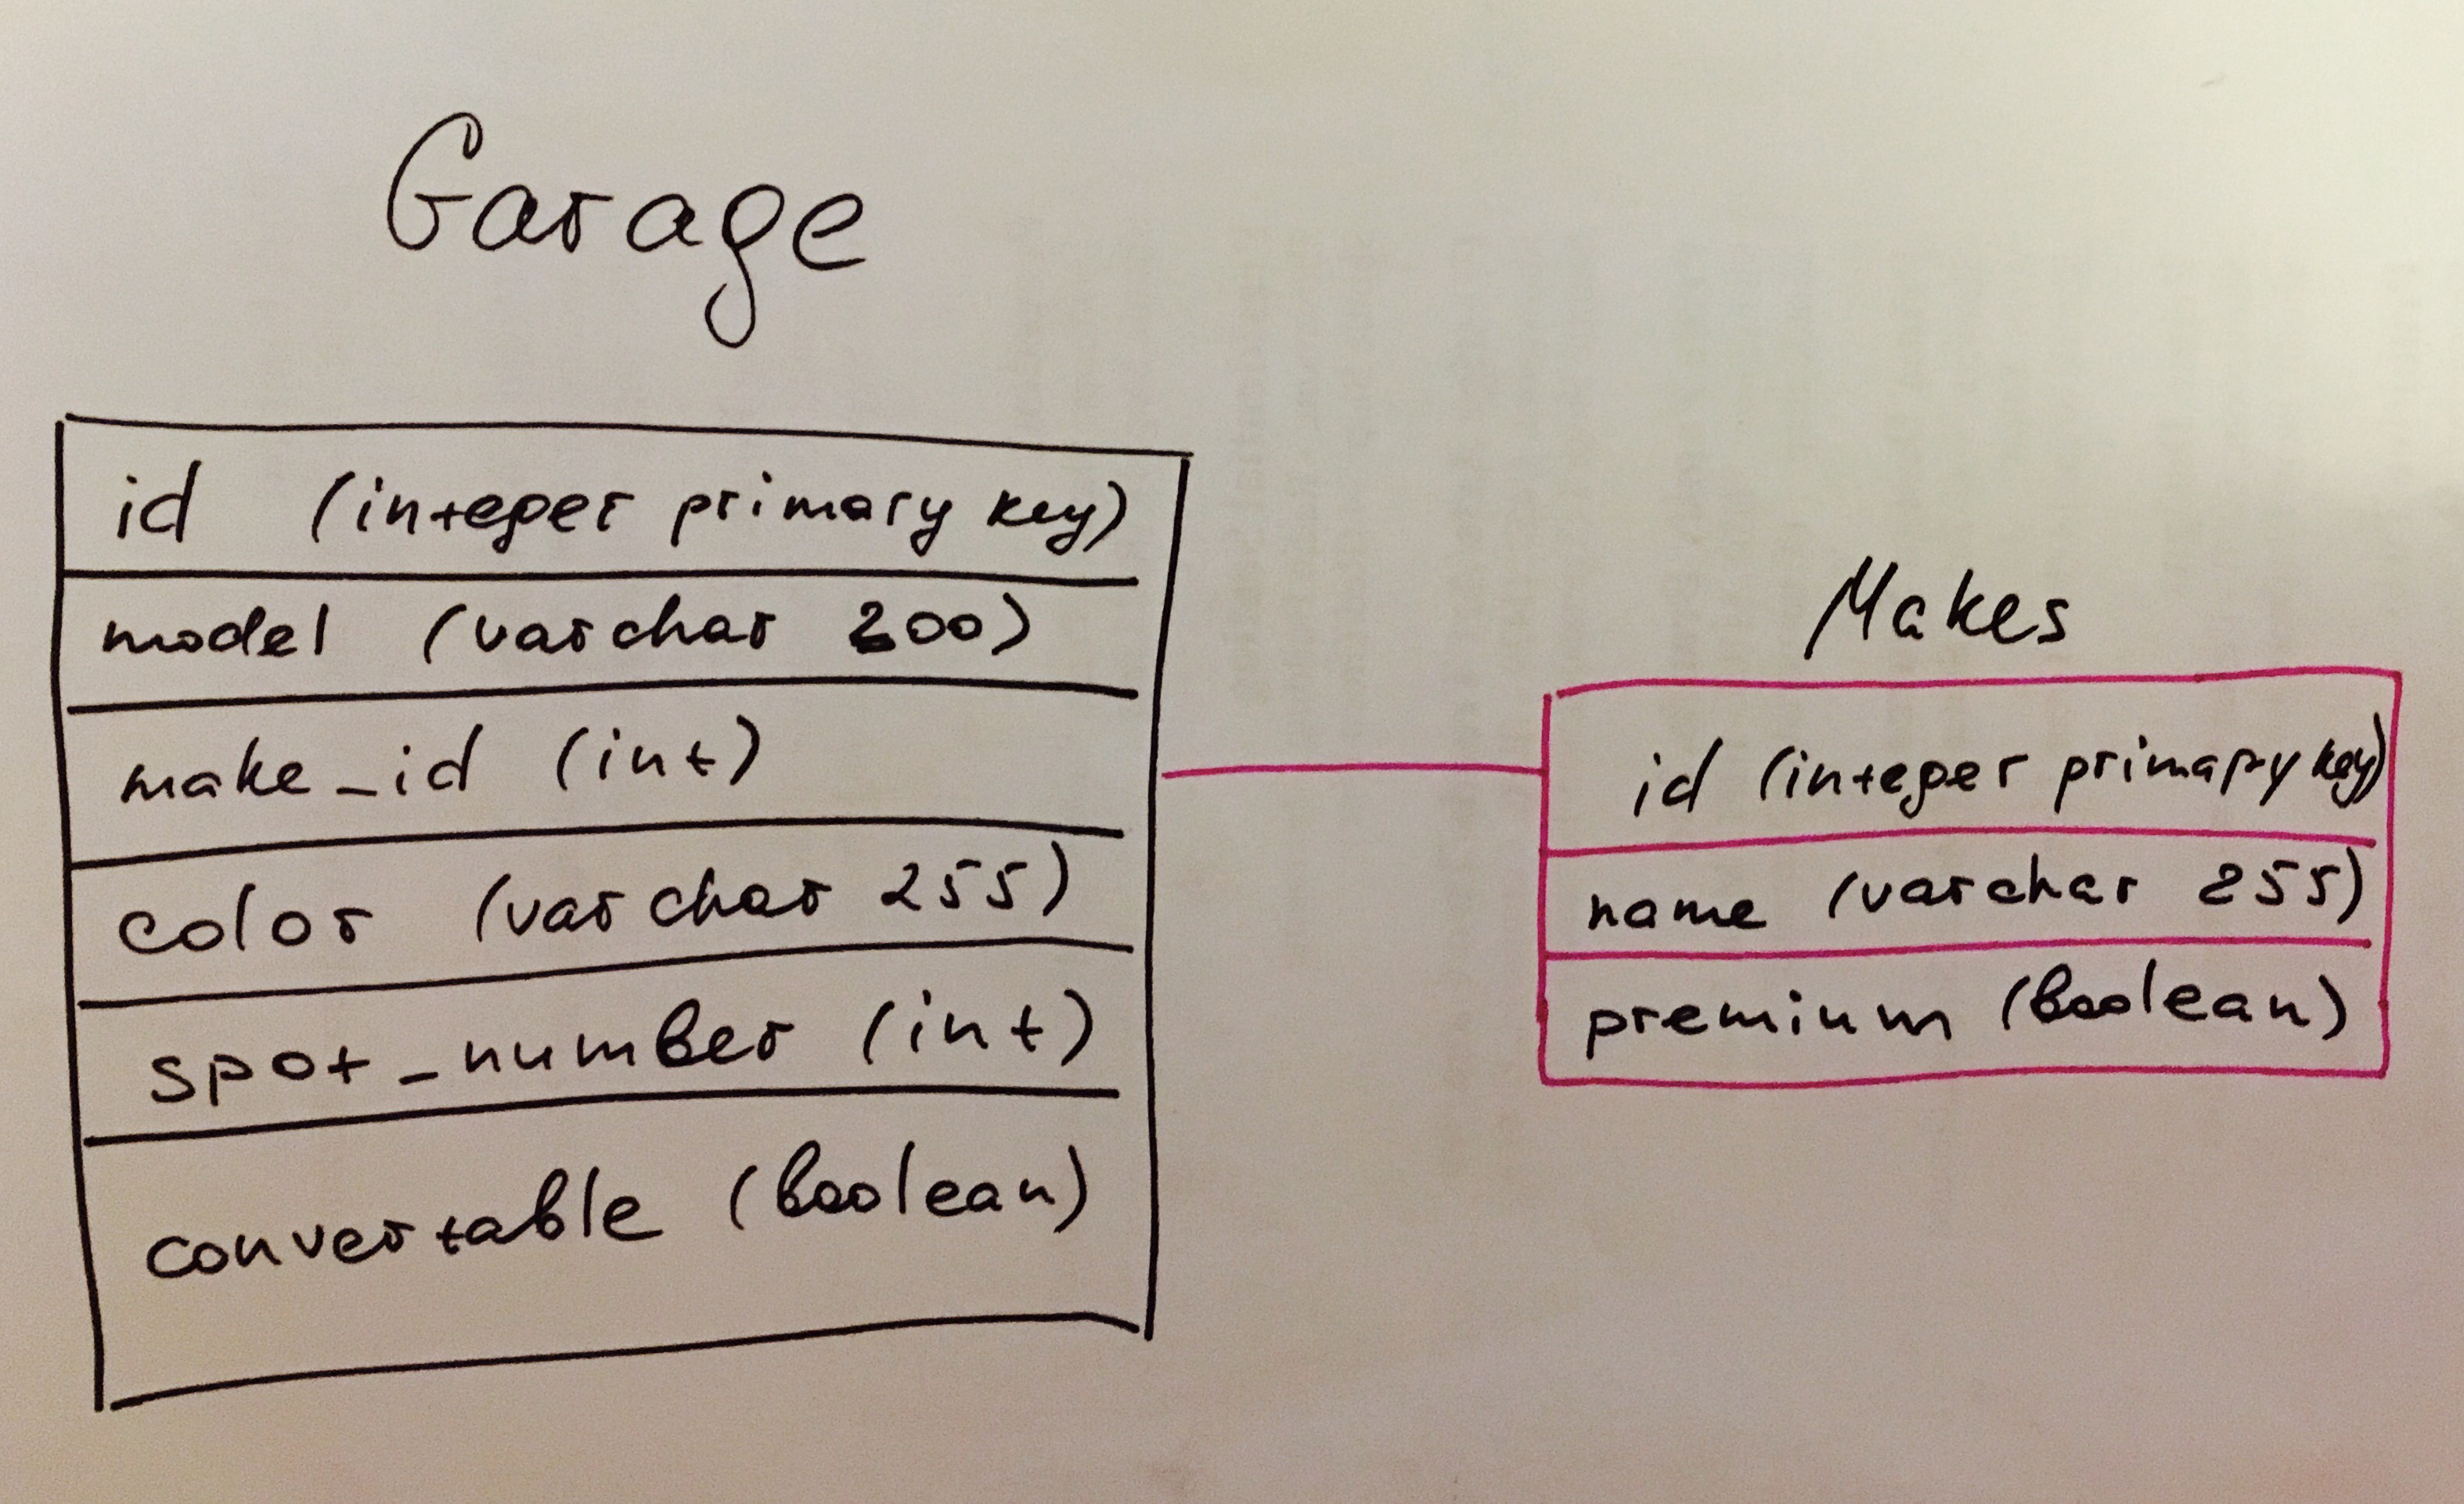 Garage
id (integer primary key)
model (varchar 200)
make_id (int)
color (varchar 255)
spot_number (int)
convertable (boolean)
Makes
id (integer primary key)
name (varchar 255)
premium (boolean)